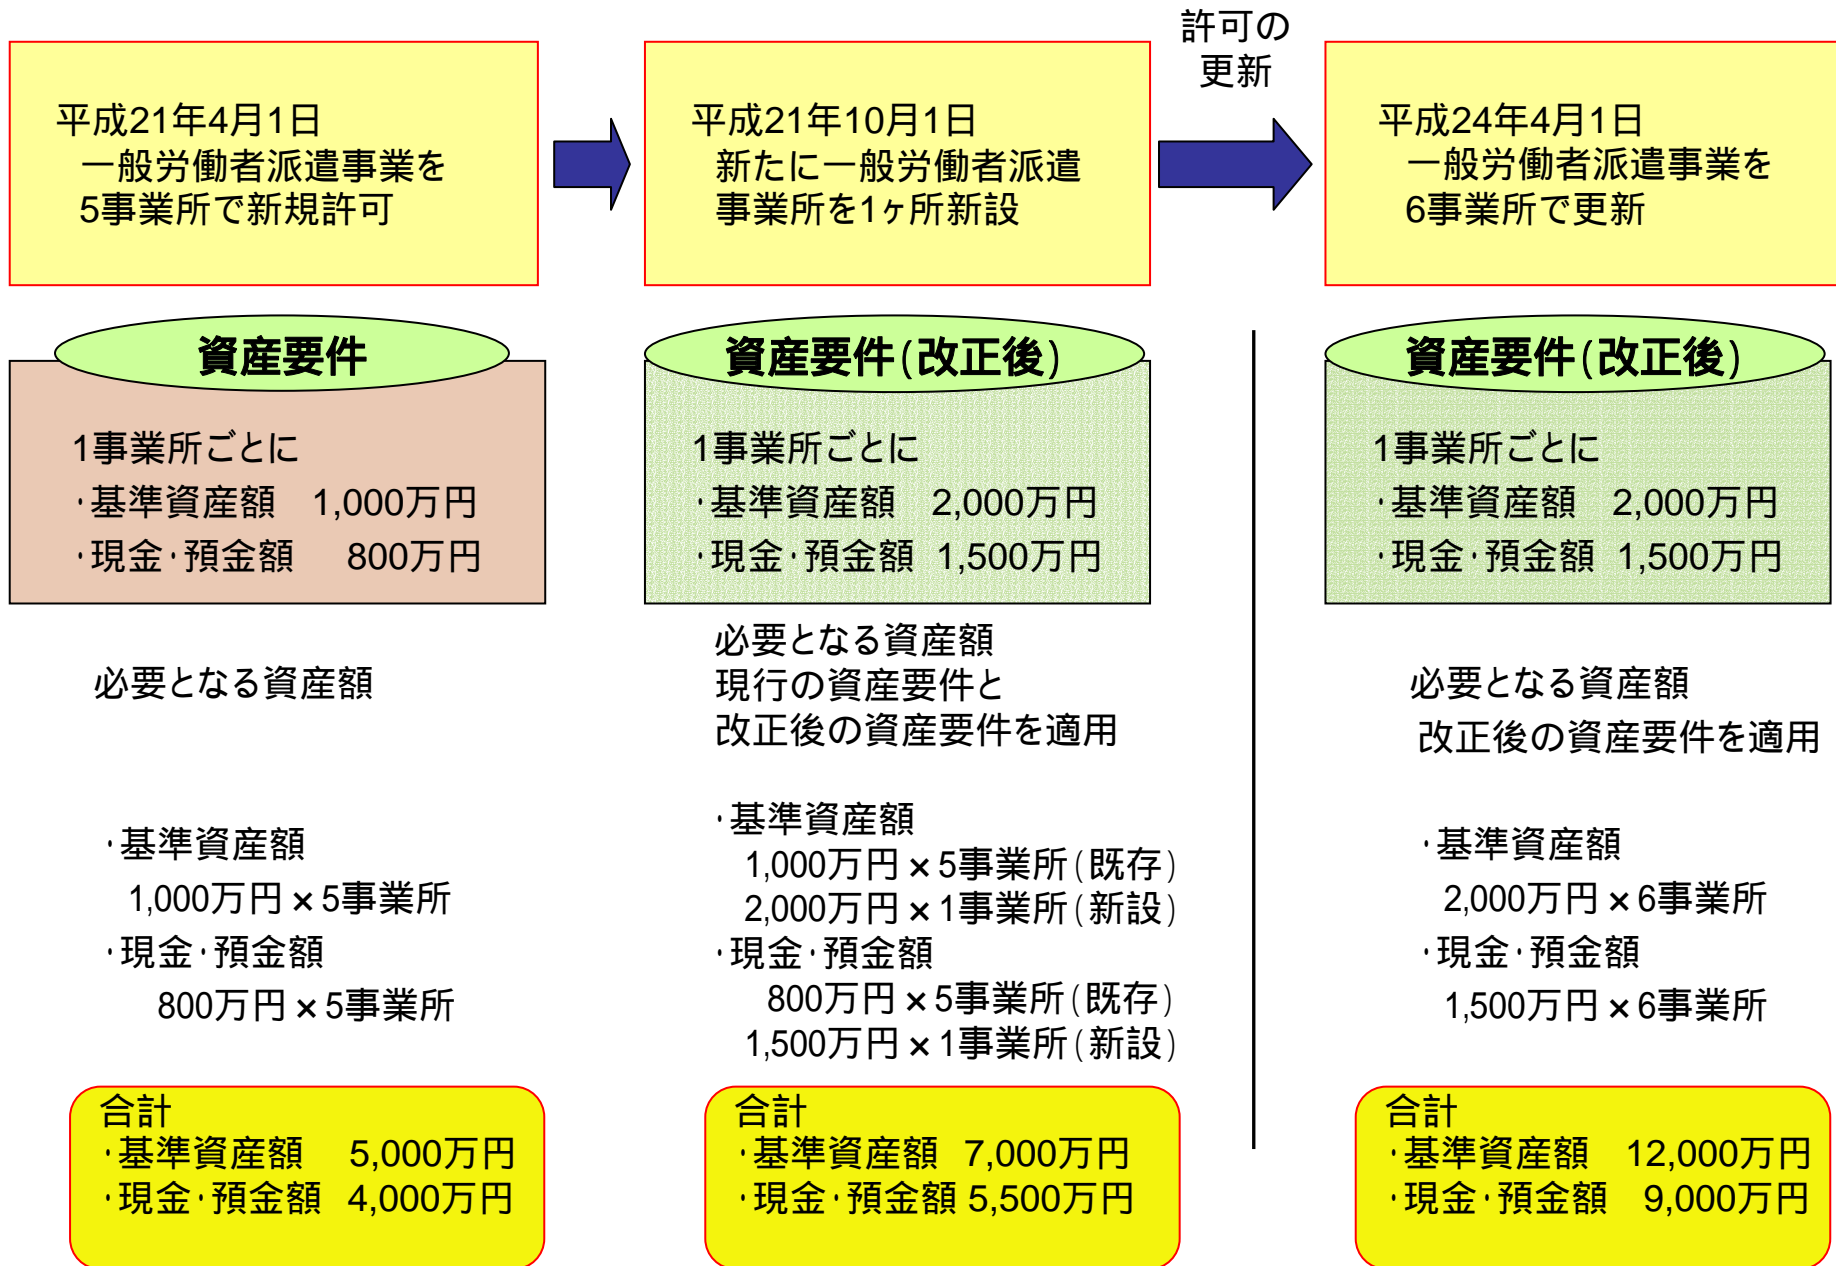 許可の
更新
平成21年4月1日
一般労働者派遣事業を
5事業所で新規許可
平成21年10月1日
新たに一般労働者派遣
事業所を1ヶ所新設
平成24年4月1日
一般労働者派遣事業を
6事業所で更新
資産要件
1事業所ごとに
・基準資産額 1,000万円
・現金・預金額 800万円
必要となる資産額
・基準資産額
1,000万円×5事業所
・現金・預金額
800万円×5事業所
合計
・基準資産額 5,000万円
・現金・預金額 4,000万円
資産要件(改正後)
1事業所ごとに
・基準資産額 2,000万円
・現金・預金額 1,500万円
必要となる資産額
現行の資産要件と
改正後の資産要件を適用
・基準資産額
1,000万円×5事業所(既存)
2,000万円×1事業所(新設)
・現金・預金額
800万円×5事業所(既存)
1,500万円×1事業所(新設)
合計
・基準資産額 7,000万円
・現金・預金額 5,500万円
資産要件(改正後)
1事業所ごとに
・基準資産額 2,000万円
・現金・預金額 1,500万円
必要となる資産額
改正後の資産要件を適用
・基準資産額
2,000万円×6事業所
・現金・預金額
1,500万円×6事業所
合計
・基準資産額 12,000万円
・現金・預金額 9,000万円